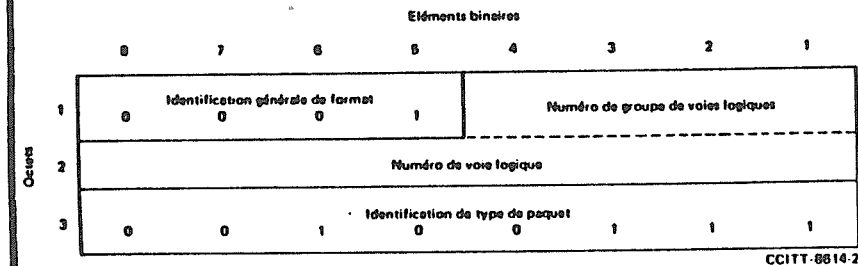 Eléments binaires
8 7 6 5 4 3 2 1
Octets
1 Identification générale de format Numéro de groupe de voies logiques
0 0 0 1
2 Numéro de voie logique
3 Identification de type de paquet
0 0 1 0 0 1 1 1
CCITT-6614-2